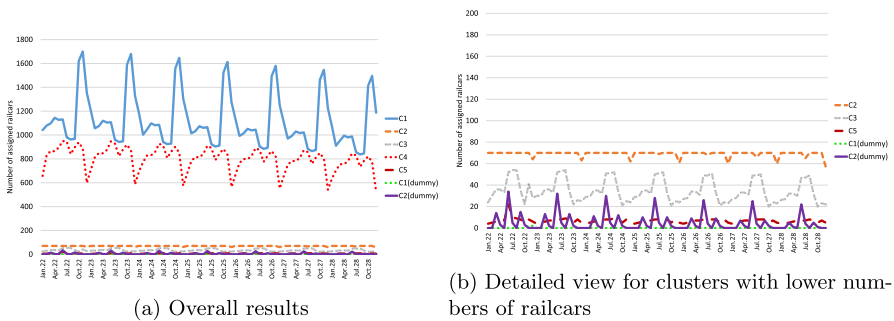 1800
1600
1400
1200
1000
800
600
400
200
0
Number of assigned railcars
Jan.22
Apr.22
Jul.22
Oct.22
Jan.23
Apr.23
Jul.23
Oct.23
Jan.24
Apr.24
Jul.24
Oct.24
Jan.25
Apr.25
Jul.25
Oct.25
Jan.26
Apr.26
Jul.26
Oct.26
Jan.27
Apr.27
Jul.27
Oct.27
Jan.28
Apr.28
Jul.28
Oct.28
C1
C2
C3
C4
C5
C1(dummy)
C2(dummy)
(a) Overall results
200
180
160
140
120
100
80
60
40
20
0
Number of assigned railcars
Jan.22
Apr.22
Jul.22
Oct.22
Jan.23
Apr.23
Jul.23
Oct.23
Jan.24
Apr.24
Jul.24
Oct.24
Jan.25
Apr.25
Jul.25
Oct.25
Jan.26
Apr.26
Jul.26
Oct.26
Jan.27
Apr.27
Jul.27
Oct.27
Jan.28
Apr.28
Jul.28
Oct.28
C2
C3
C5
C1(dummy)
C2(dummy)
(b) Detailed view for clusters with lower num-
bers of railcars